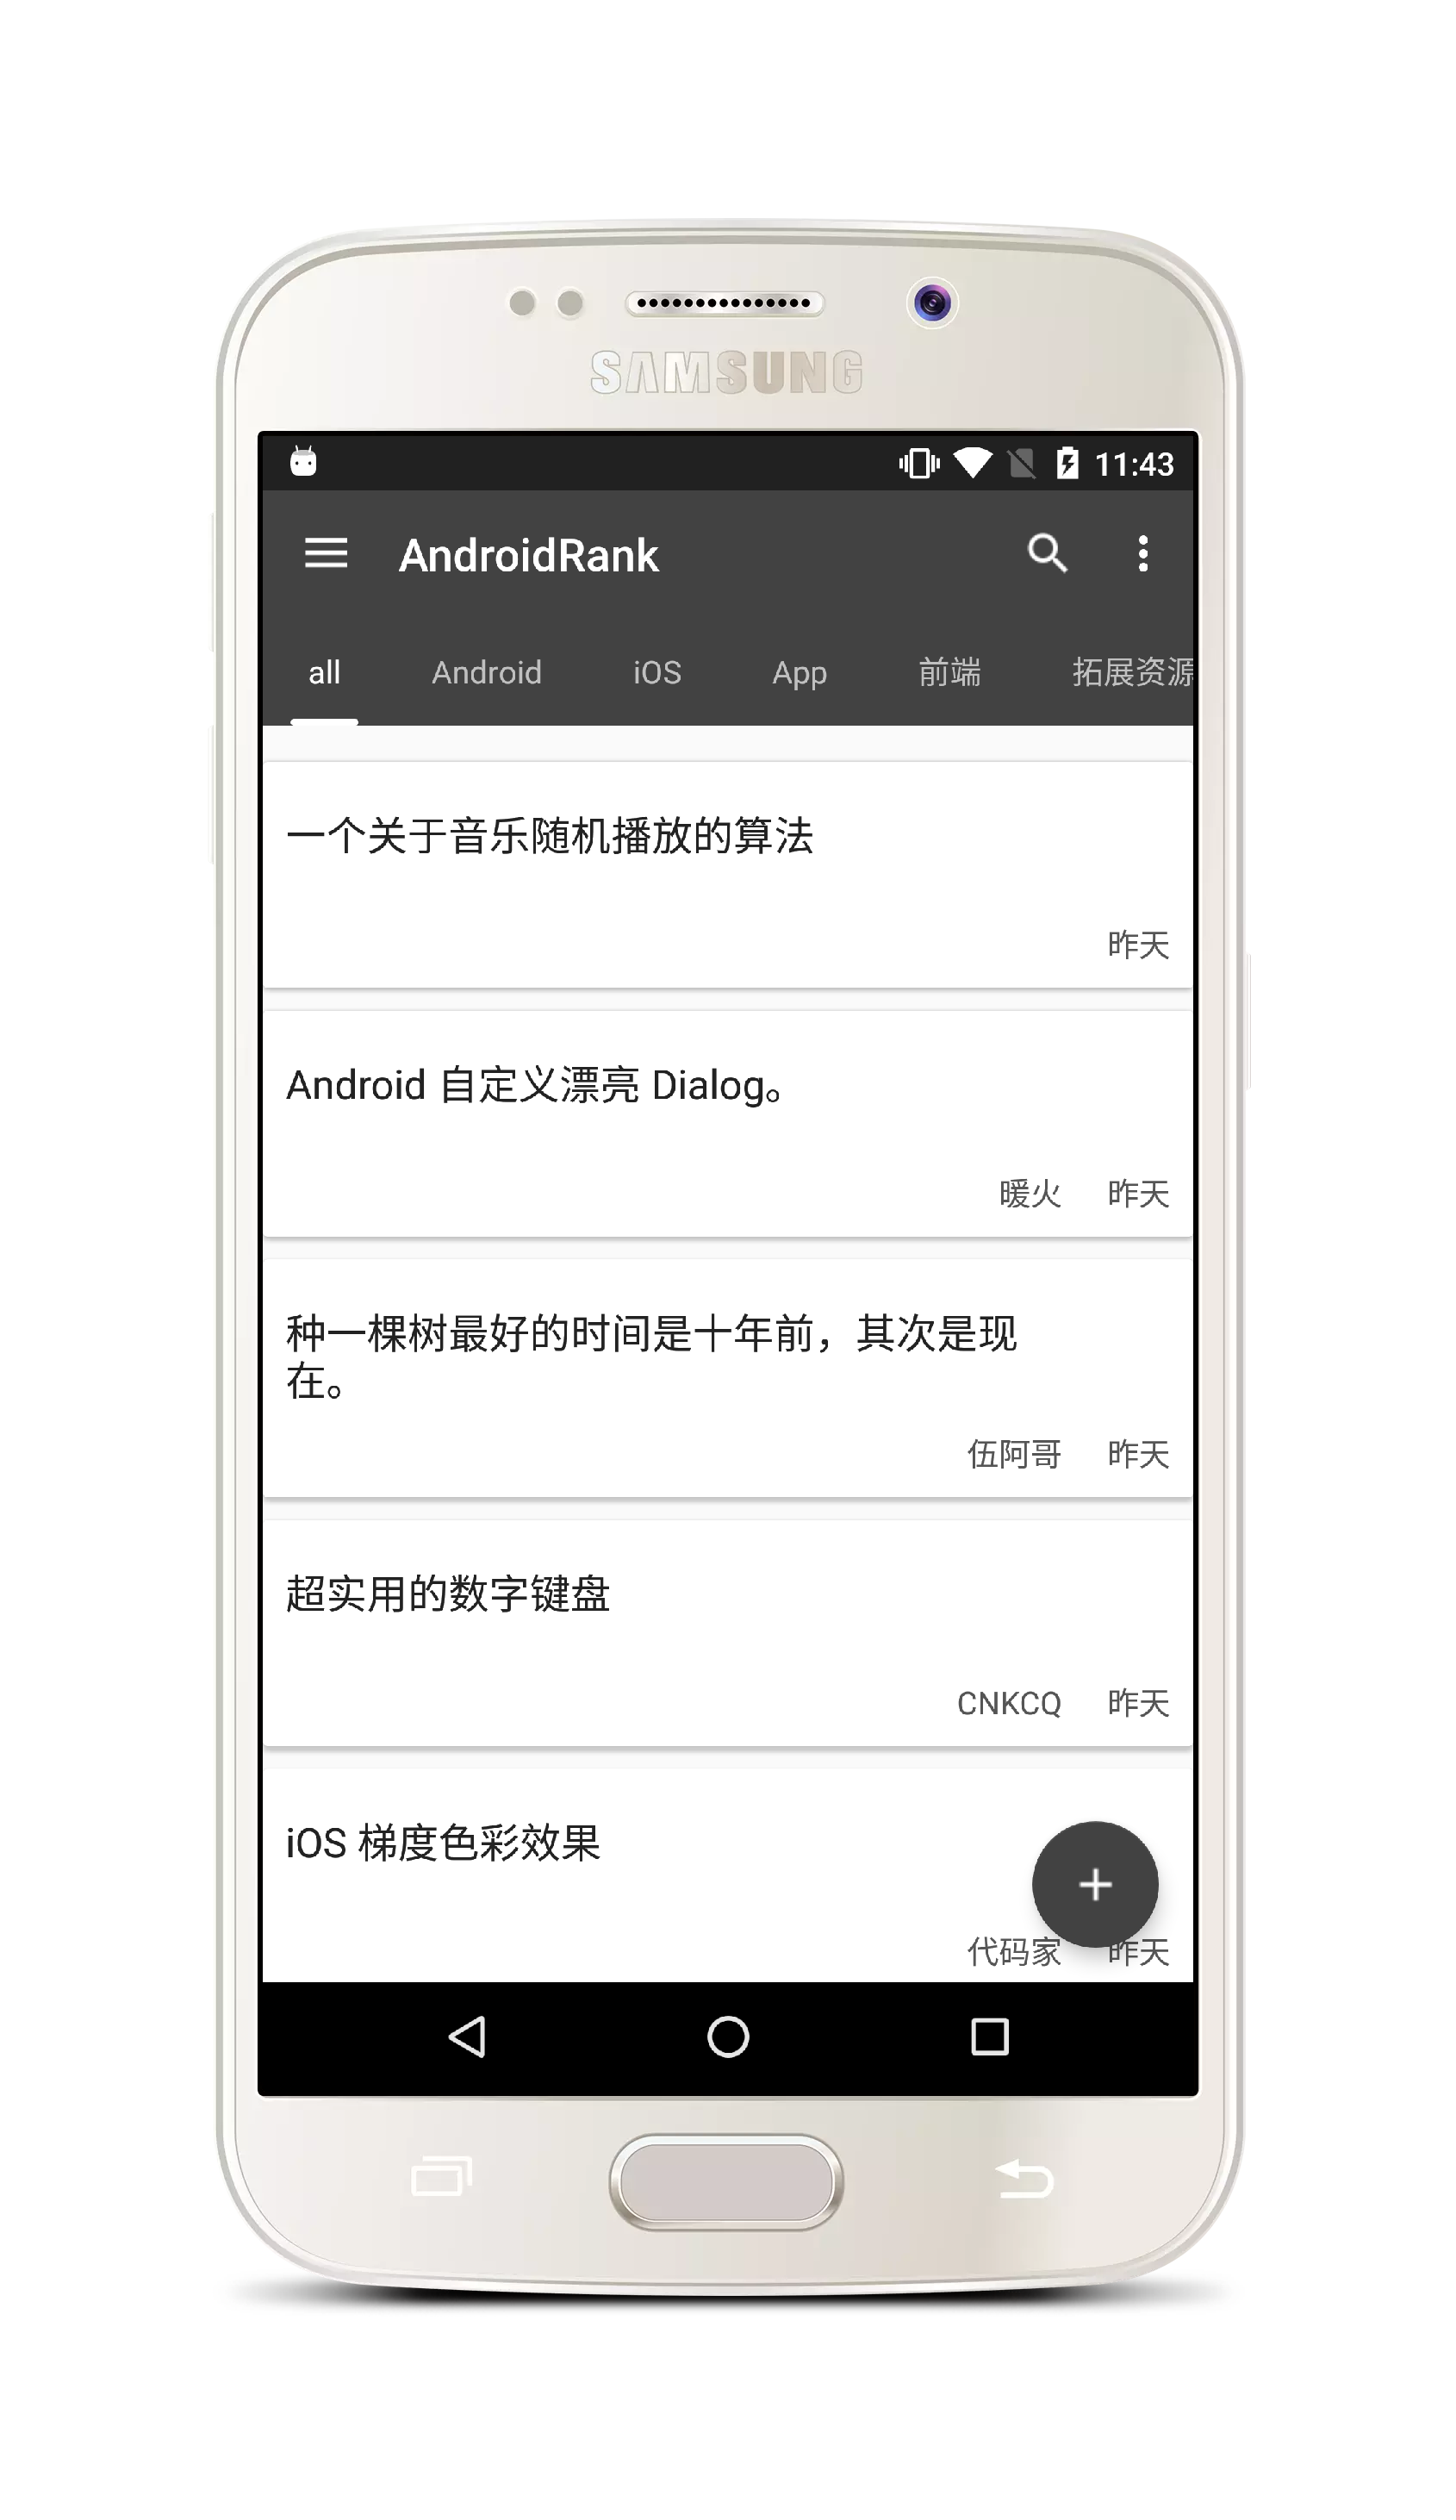 SAMSUNG
11:43
AndroidRank
all Android iOS App 前端 拓展资源
一个关于音乐随机播放的算法
昨天
Android 自定义漂亮 Dialog。
暖火 昨天
种一棵树最好的时间是十年前，其次是现
在。
伍阿哥 昨天
超实用的数字键盘
CNKCQ 昨天
iOS 梯度色彩效果
代码家 昨天